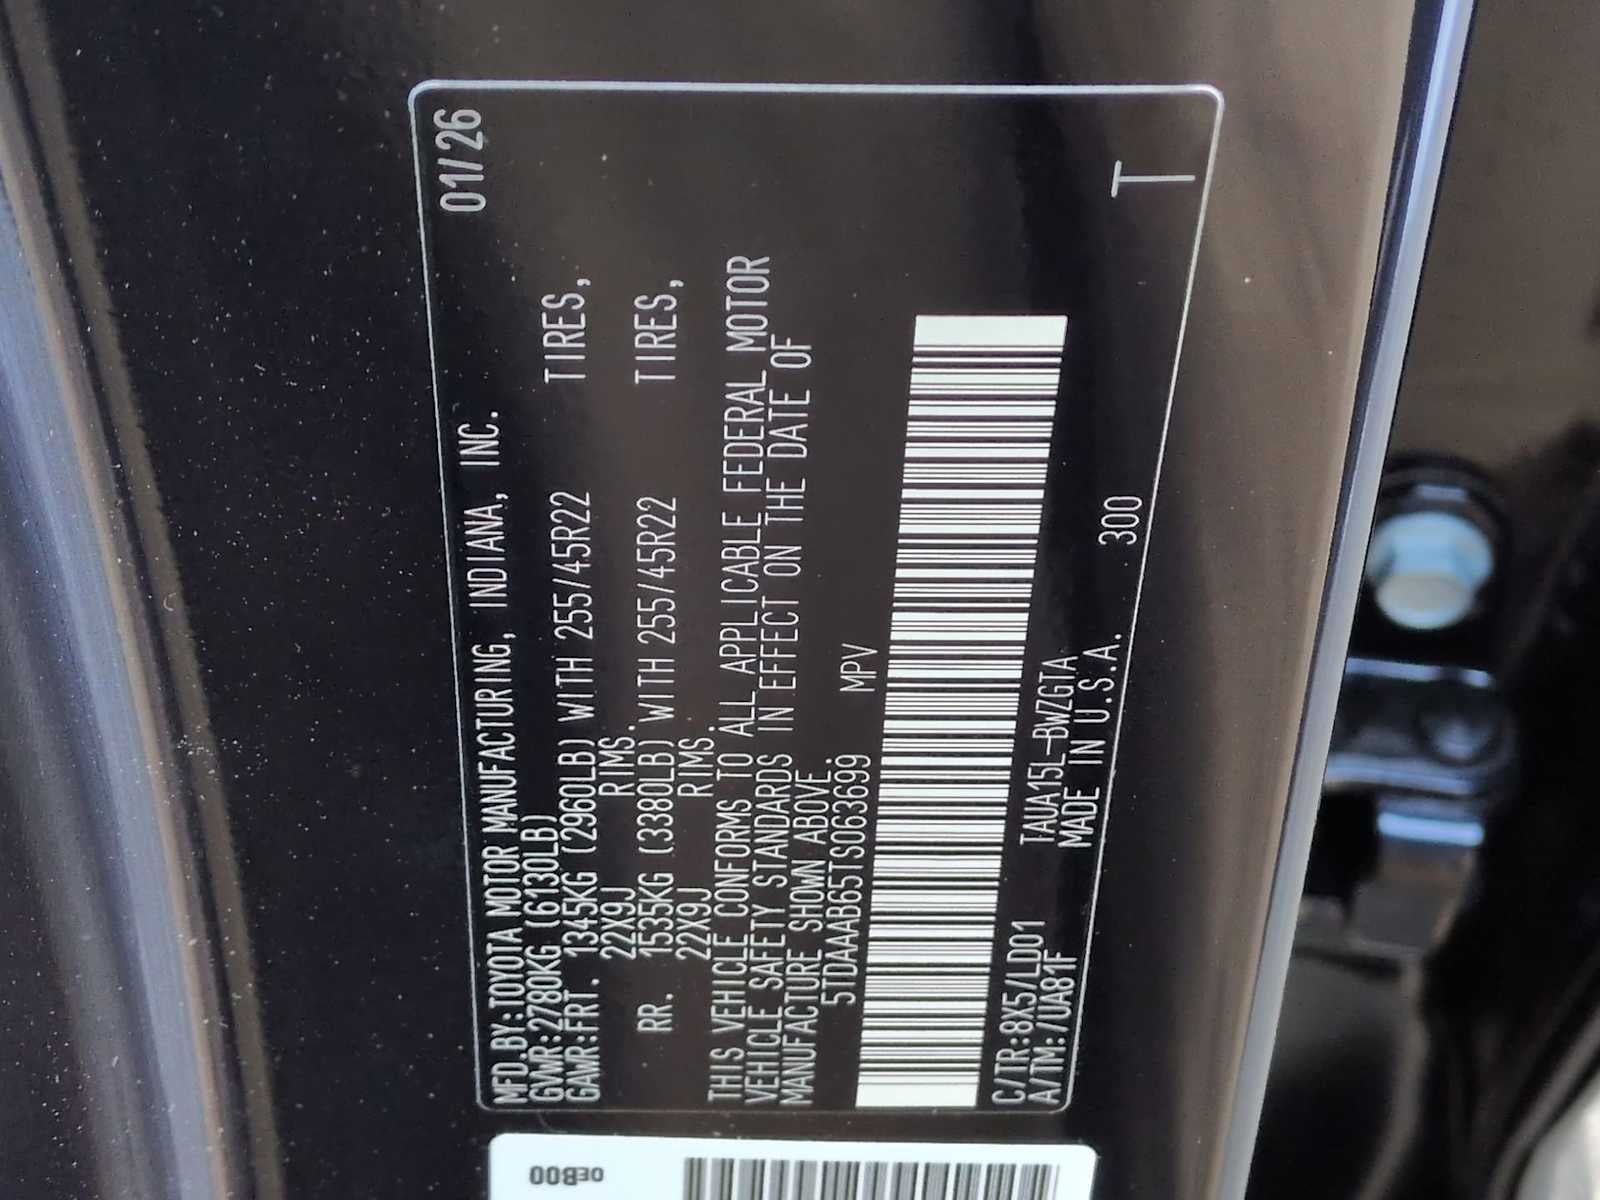 MFD.BY:TOYOTA MOTOR MANUFACTURING, INDIANA, INC. 01/26
GVWR:2780KG (6130LB)
GAWR:FRT. 1345KG (2960LB) WITH 255/45R22 TIRES,
22X9J RIMS.
RR. 1535KG (3380LB) WITH 255/45R22 TIRES,
22X9J RIMS.
THIS VEHICLE CONFORMS TO ALL APPLICABLE FEDERAL MOTOR
VEHICLE SAFETY STANDARDS IN EFFECT ON THE DATE OF
MANUFACTURE SHOWN ABOVE.
5TDAAAB65TS063699 MPV
C/TR:8X5/LD01 TAUA15L-BWZGTA
A/TM:/UA81F MADE IN U.S.A. 300
T
0EB00